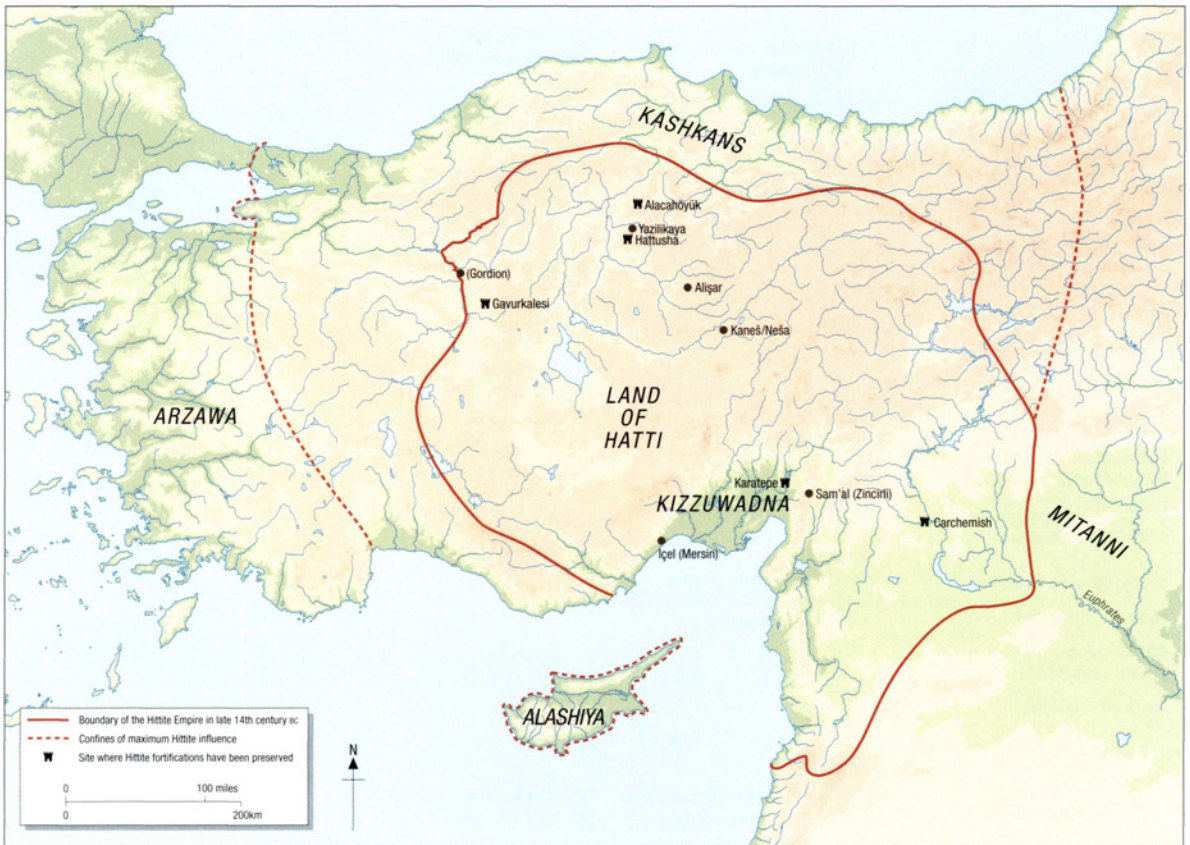 KASHKANS
Alacahöyük
Yazilikaya
Hattusha
(Gordion)
Gavurkalesi
Alişar
Kaneš/Neša
ARZAWA
LAND
OF
HATTI
Karatepe
Sam'al (Zincirli)
KIZZUWADNA
Carchemish
MITANNI
İçel (Mersin)
Euphrates
ALASHIYA
Boundary of the Hittite Empire in late 14th century BC
Confines of maximum Hittite influence
Site where Hittite fortifications have been preserved
0 100 miles
0 200km
N